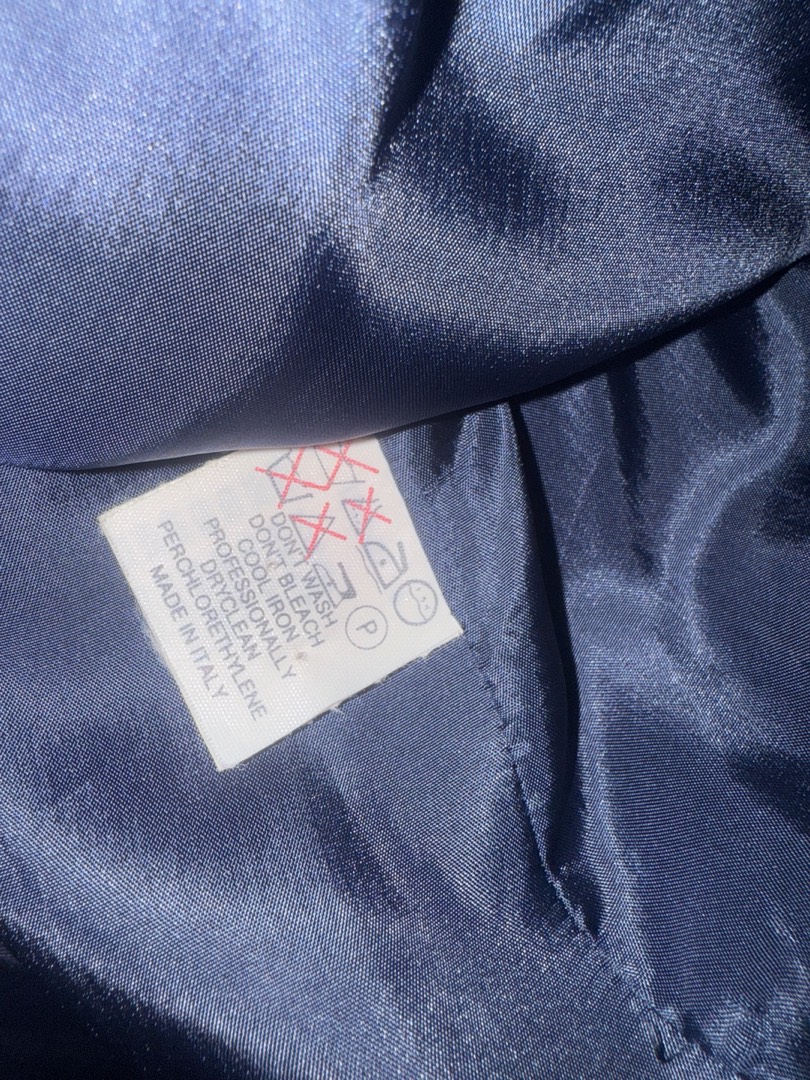 DON'T WASH
DON'T BLEACH
COOL IRON
PROFESSIONALLY
DRYCLEAN
PERCHLORETHYLENE
MADE IN ITALY
P